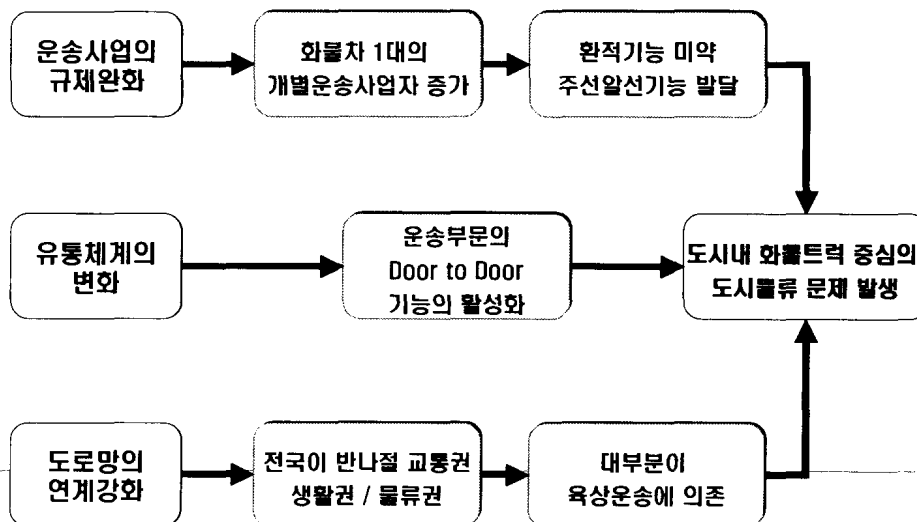 운송사업의
규제완화
화물차 1대의
개별운송사업자 증가
환적기능 미약
주선알선기능 발달
유통체계의
변화
운송부문의
Door to Door
기능의 활성화
도시내 화물트럭 중심의
도시물류 문제 발생
도로망의
연계강화
전국이 반나절 교통권
생활권 / 물류권
대부분이
육상운송에 의존